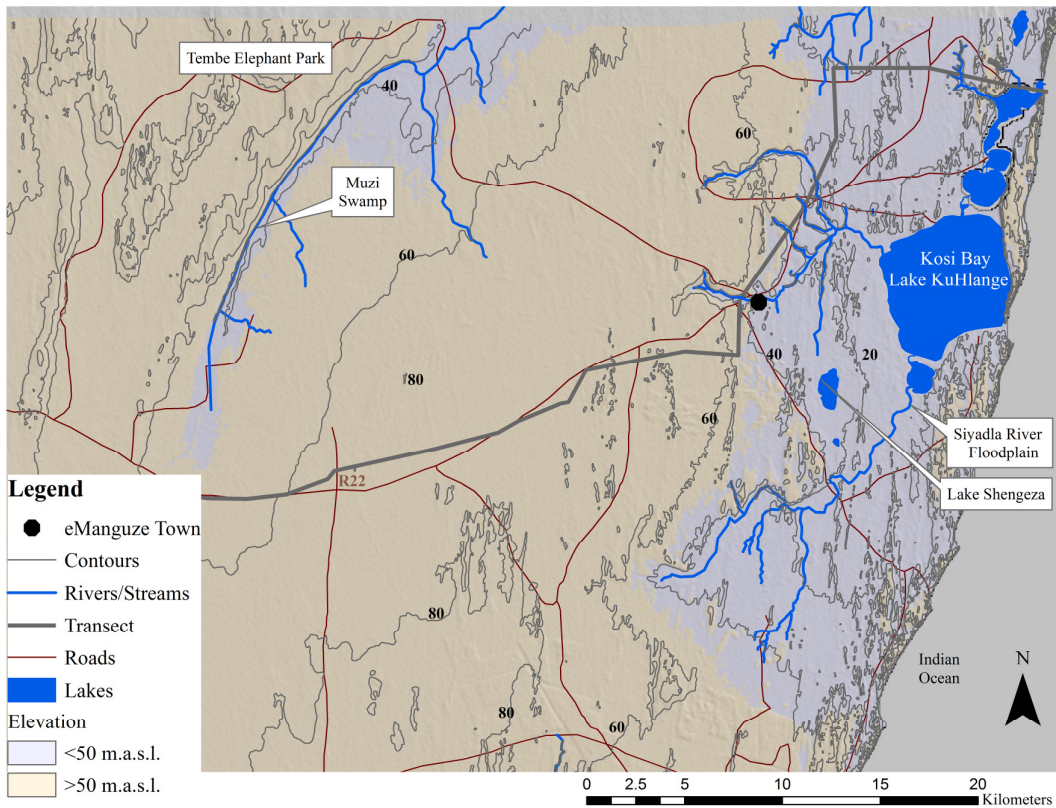 Tembe Elephant Park
40
60
Muzi
Swamp
60
Kosi Bay
Lake KuHlange
80
40
20
60
Siyadla River
Floodplain
Lake Shengeza
R22
Legend
eManguze Town
Contours
Rivers/Streams
Transect
Roads
Lakes
Elevation
<50 m.a.s.l.
>50 m.a.s.l.
80
80
60
Indian
Ocean
N
0 2.5 5 10 15 20
Kilometers